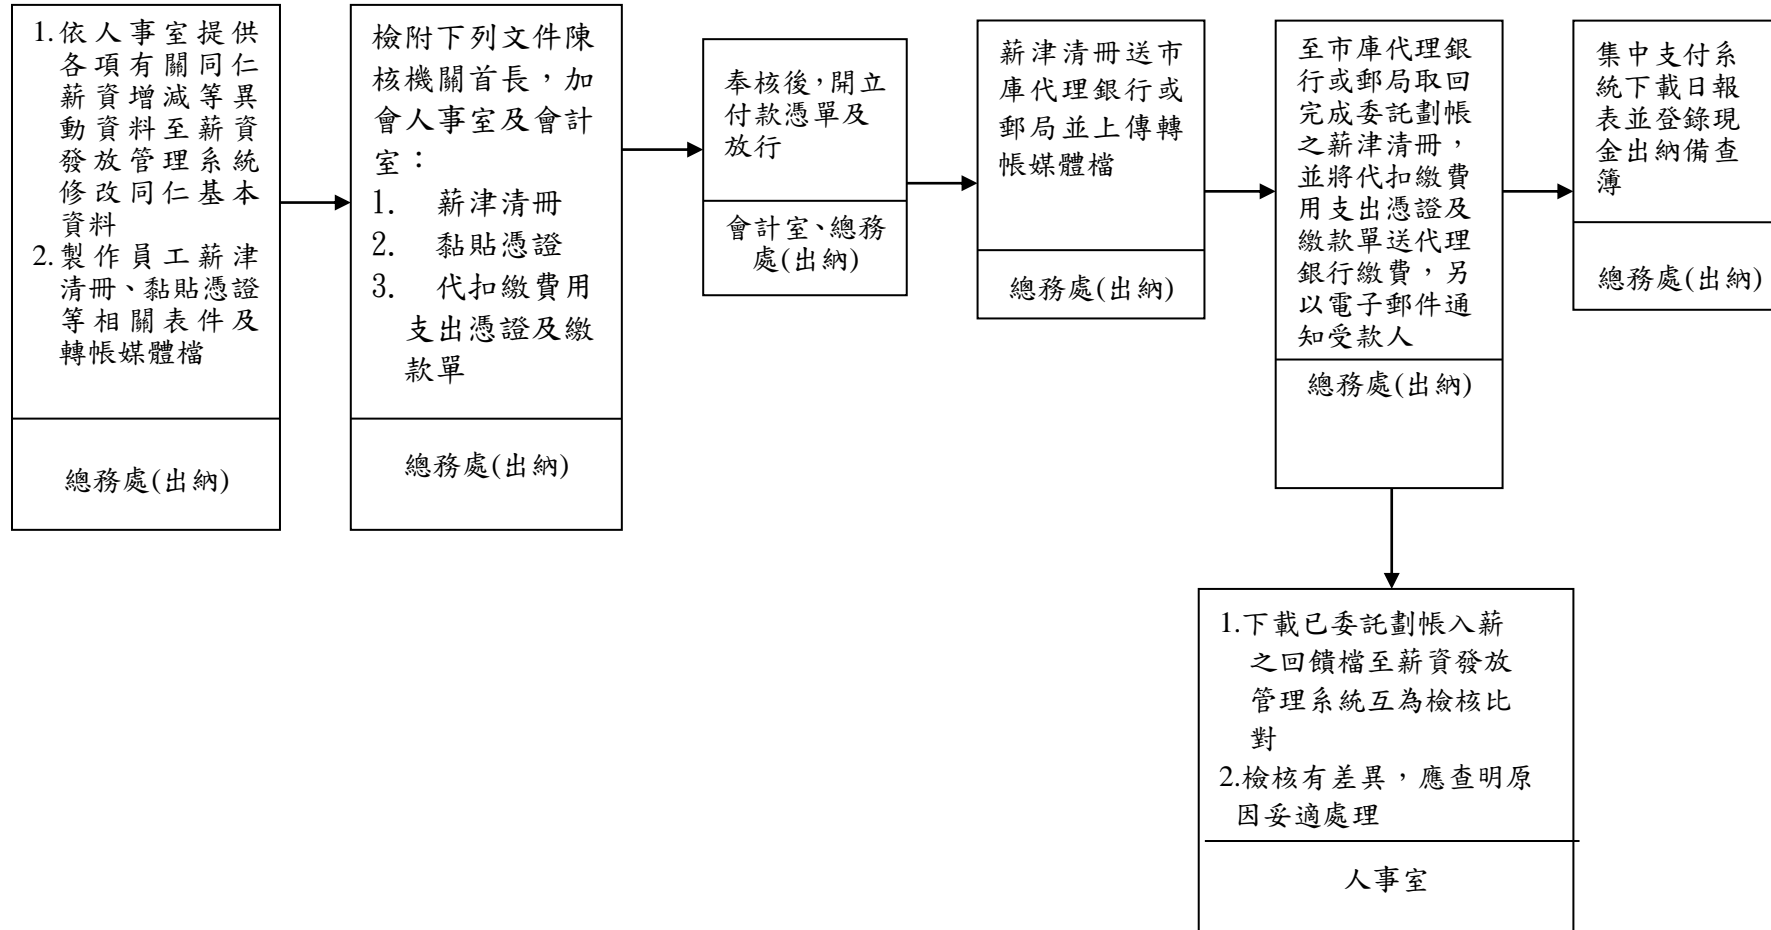 1.依人事室提供
各項有關同仁
薪資增減等異
動資料至薪資
發放管理系統
修改同仁基本
資料
2.製作員工薪津
清冊、黏貼憑證
等相關表件及
轉帳媒體檔
總務處(出納)
檢附下列文件陳
核機關首長，加
會人事室及會計
室：
1. 薪津清冊
2. 黏貼憑證
3. 代扣繳費用
支出憑證及繳
款單
總務處(出納)
奉核後，開立
付款憑單及
放行
會計室、總務
處(出納)
薪津清冊送市
庫代理銀行或
郵局並上傳轉
帳媒體檔
總務處(出納)
至市庫代理銀
行或郵局取回
完成委託劃帳
之薪津清冊，
並將代扣繳費
用支出憑證及
繳款單送代理
銀行繳費，另
以電子郵件通
知受款人
總務處(出納)
集中支付系
統下載日報
表並登錄現
金出納備查
簿
總務處(出納)
1.下載已委託劃帳入薪
之回饋檔至薪資發放
管理系統互為檢核比
對
2.檢核有差異，應查明原
因妥適處理
人事室